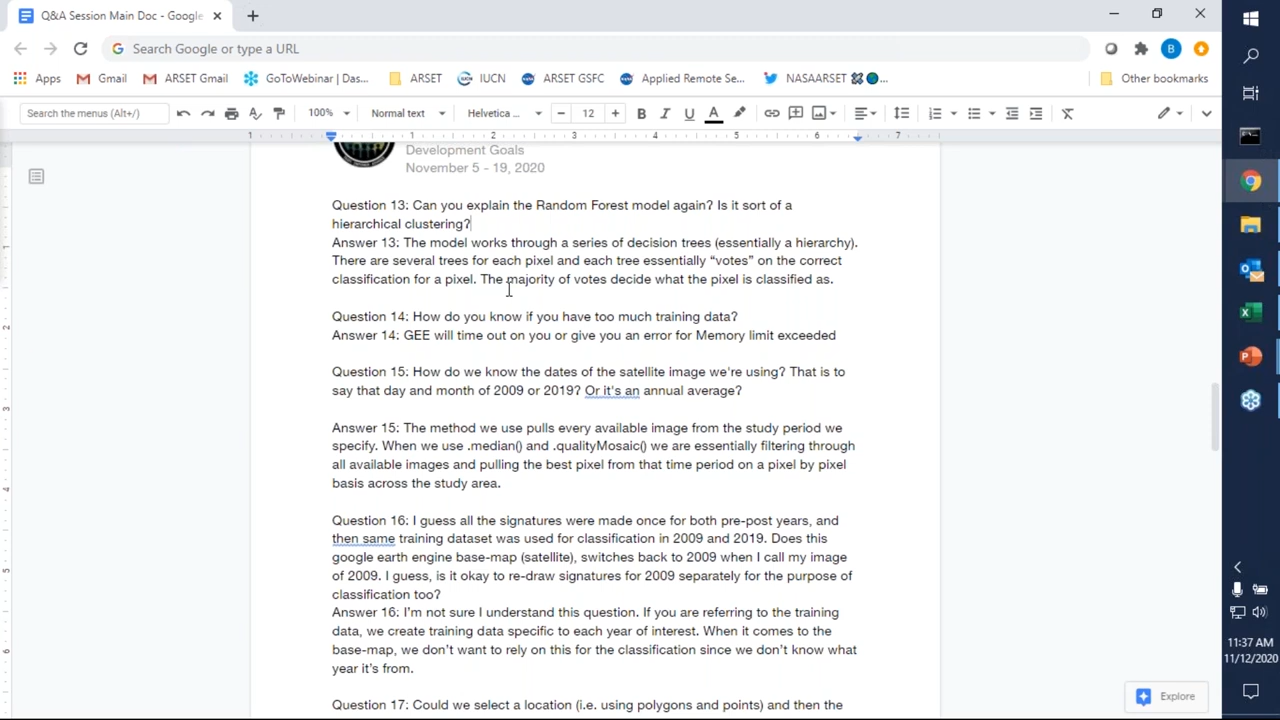 Q&A Session Main Doc - Google
Search Google or type a URL
B
Apps
Gmail
ARSET Gmail
GoToWebinar | Das...
ARSET
IUCN
ARSET GSFC
Applied Remote Se...
NASAARSET
...
Other bookmarks
Search the menus (Alt+/)
100%
Normal text
Helvetica ...
12
B I U A
1 1 2 3 4 5 6 7
Development Goals
November 5 - 19, 2020
Question 13: Can you explain the Random Forest model again? Is it sort of a
hierarchical clustering?
Answer 13: The model works through a series of decision trees (essentially a hierarchy).
There are several trees for each pixel and each tree essentially “votes” on the correct
classification for a pixel. The majority of votes decide what the pixel is classified as.
Question 14: How do you know if you have too much training data?
Answer 14: GEE will time out on you or give you an error for Memory limit exceeded
Question 15: How do we know the dates of the satellite image we're using? That is to
say that day and month of 2009 or 2019? Or it's an annual average?
Answer 15: The method we use pulls every available image from the study period we
specify. When we use .median() and .qualityMosaic() we are essentially filtering through
all available images and pulling the best pixel from that time period on a pixel by pixel
basis across the study area.
Question 16: I guess all the signatures were made once for both pre-post years, and
then same training dataset was used for classification in 2009 and 2019. Does this
google earth engine base-map (satellite), switches back to 2009 when I call my image
of 2009. I guess, is it okay to re-draw signatures for 2009 separately for the purpose of
classification too?
Answer 16: I’m not sure I understand this question. If you are referring to the training
data, we create training data specific to each year of interest. When it comes to the
base-map, we don’t want to rely on this for the classification since we don’t know what
year it’s from.
Question 17: Could we select a location (i.e. using polygons and points) and then the
1
2
3
4
5
6
Explore
11:37 AM
11/12/2020